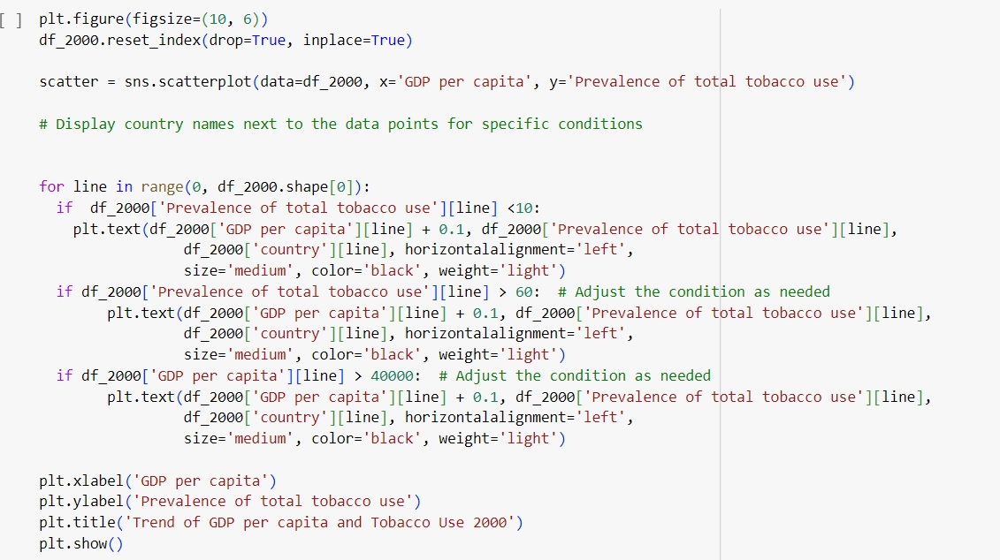 [ ] plt.figure(figsize=(10, 6))
df_2000.reset_index(drop=True, inplace=True)
scatter = sns.scatterplot(data=df_2000, x='GDP per capita', y='Prevalence of total tobacco use')
# Display country names next to the data points for specific conditions
for line in range(0, df_2000.shape[0]):
  if  df_2000['Prevalence of total tobacco use'][line] <10:
    plt.text(df_2000['GDP per capita'][line] + 0.1, df_2000['Prevalence of total tobacco use'][line],
                 df_2000['country'][line], horizontalalignment='left',
                 size='medium', color='black', weight='light')
  if df_2000['Prevalence of total tobacco use'][line] > 60:  # Adjust the condition as needed
        plt.text(df_2000['GDP per capita'][line] + 0.1, df_2000['Prevalence of total tobacco use'][line],
                 df_2000['country'][line], horizontalalignment='left',
                 size='medium', color='black', weight='light')
  if df_2000['GDP per capita'][line] > 40000:  # Adjust the condition as needed
        plt.text(df_2000['GDP per capita'][line] + 0.1, df_2000['Prevalence of total tobacco use'][line],
                 df_2000['country'][line], horizontalalignment='left',
                 size='medium', color='black', weight='light')
plt.xlabel('GDP per capita')
plt.ylabel('Prevalence of total tobacco use')
plt.title('Trend of GDP per capita and Tobacco Use 2000')
plt.show()